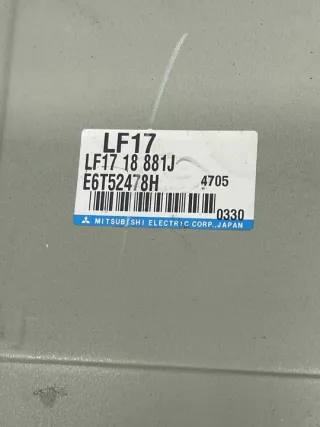 LF17
LF17 18 881J
E6T52478H 4705
0330
MITSUBISHI ELECTRIC CORP., JAPAN